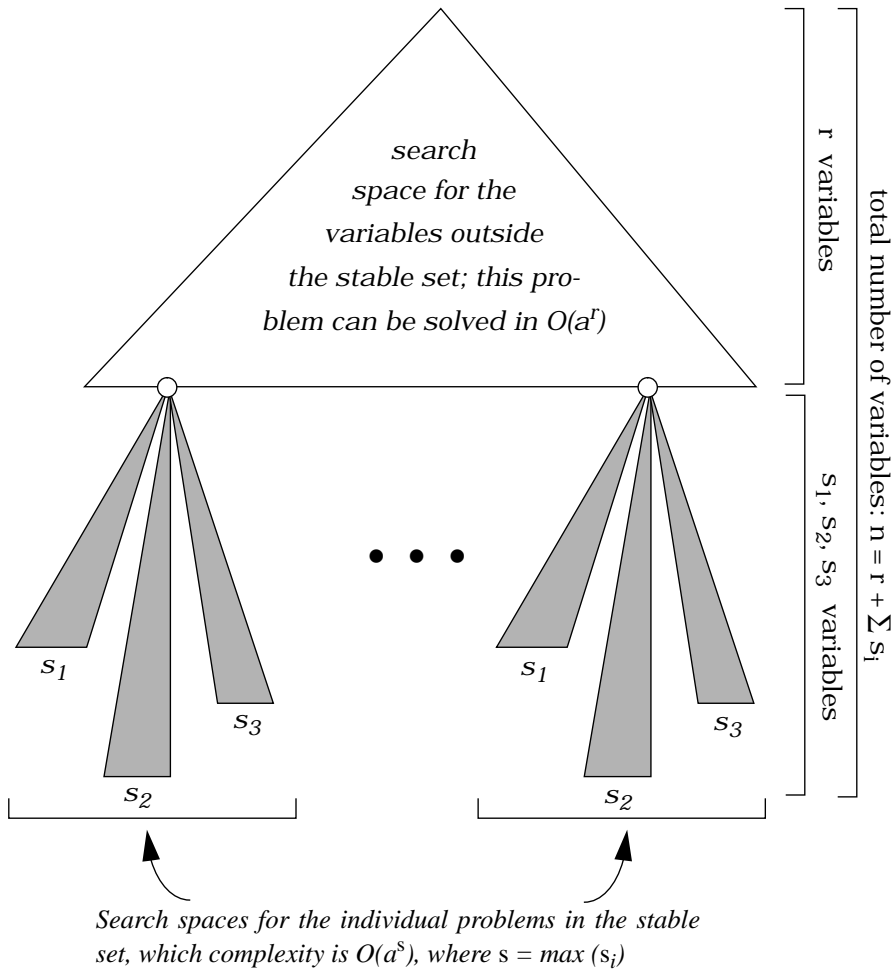 search
space for the
variables outside
the stable set; this pro-
blem can be solved in O(a^r)
r variables
total number of variables: n = r + ∑ s_i
s_1, s_2, s_3 variables
s_1
s_2
s_3
s_1
s_2
s_3
Search spaces for the individual problems in the stable
set, which complexity is O(a^s), where s = max (s_i)